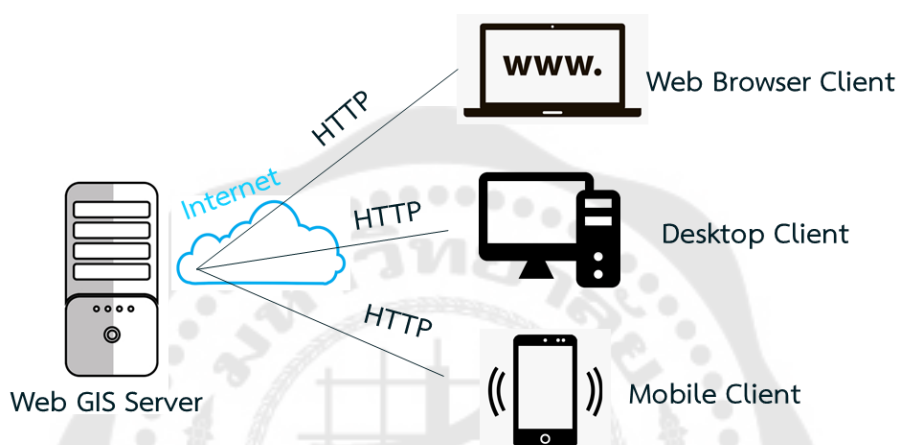 www.
Web Browser Client
HTTP
Internet
HTTP
Desktop Client
HTTP
Web GIS Server
Mobile Client